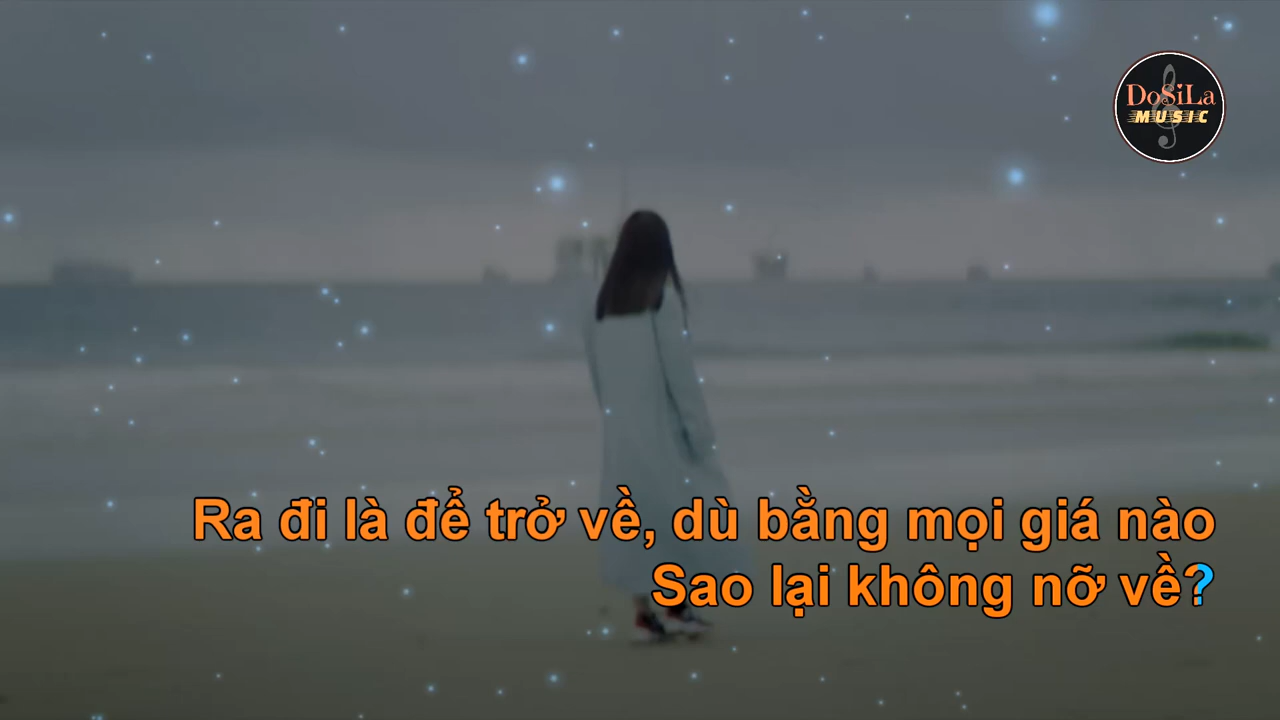 DoSiLa
MUSIC
Ra đi là để trở về, dù bằng mọi giá nào
Sao lại không nỡ về?